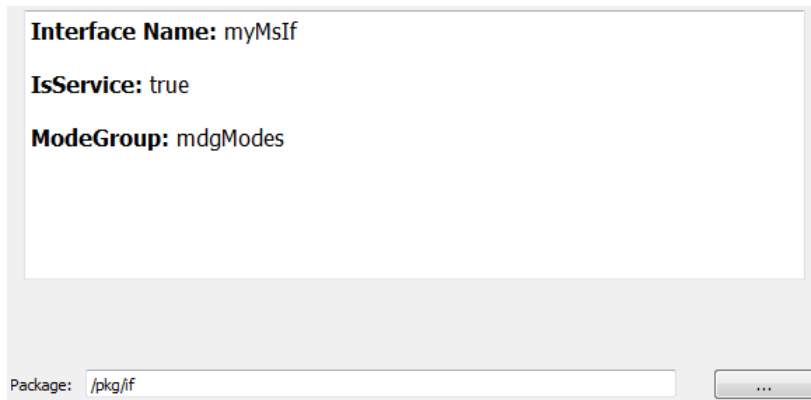 Interface Name: myMsIf
IsService: true
ModeGroup: mdgModes
Package: /pkg/if
...